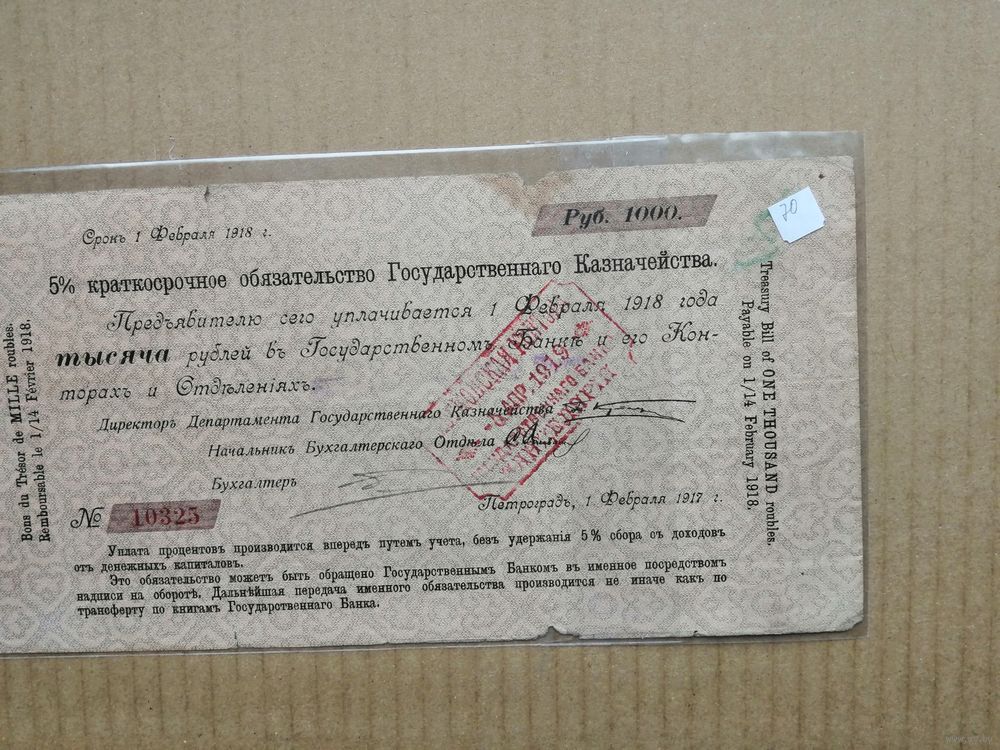 70
Руб. 1000.
Срокъ 1 Февраля 1918 г.
5% краткосрочное обязательство Государственнаго Казначейства.
Предъявителю сего уплачивается 1 Февраля 1918 года
тысяча рублей въ Государственномъ Банкѣ и его Кон-
торахъ и Отдѣленіяхъ.
Директоръ Департамента Государственнаго Казначейства
Начальникъ Бухгалтерскаго Отдѣла
Бухгалтеръ
Петроградъ, 1 Февраля 1917 г.
№ 10325
Уплата процентовъ производится впередъ путемъ учета, безъ удержанія 5% сбора съ доходовъ
отъ денежныхъ капиталовъ.
Это обязательство можетъ быть обращено Государственнымъ Банкомъ въ именное посредствомъ
надписи на оборотѣ. Дальнѣйшая передача именного обязательства производится не иначе какъ по
трансферту по книгамъ Государственнаго Банка.
Bons du Trésor de MILLE roubles.
Remboursable le 1/14 Février 1918.
Treasury Bill of ONE THOUSAND roubles.
Payable on 1/14 February 1918.
-8 АПР. 1919